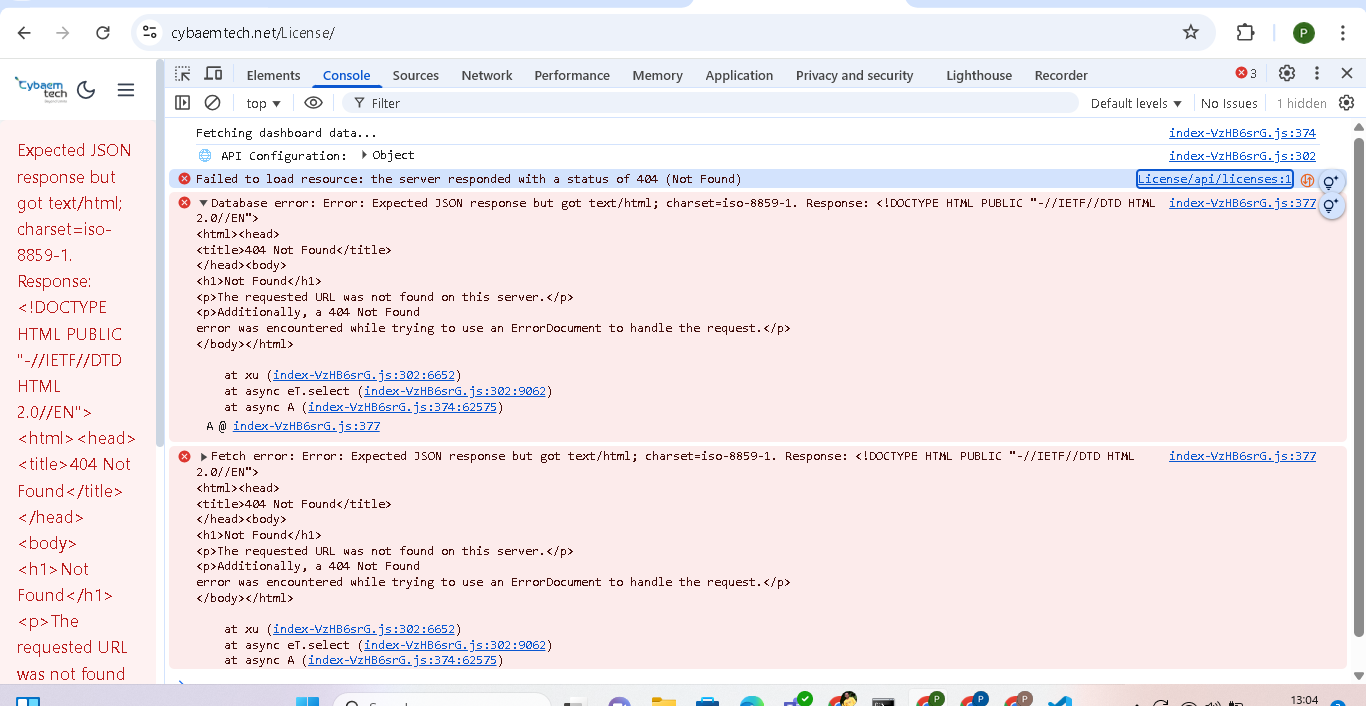 cybaemtech.net/License/
P
Cybaem
tech
Elements
Console
Sources
Network
Performance
Memory
Application
Privacy and security
Lighthouse
Recorder
3
top
Filter
Default levels
No Issues
1 hidden
Expected JSON
response but
got text/html;
charset=iso-
8859-1.
Response:
<!DOCTYPE
HTML PUBLIC
"-//IETF//DTD
HTML
2.0//EN">
<html><head>
<title>404 Not
Found</title>
</head>
<body>
<h1>Not
Found</h1>
<p>The
requested URL
was not found
Fetching dashboard data... index-VzHB6srG.js:374
API Configuration: Object index-VzHB6srG.js:302
Failed to load resource: the server responded with a status of 404 (Not Found) License/api/licenses:1
Database error: Error: Expected JSON response but got text/html; charset=iso-8859-1. Response: <!DOCTYPE HTML PUBLIC "-//IETF//DTD HTML index-VzHB6srG.js:377
2.0//EN">
<html><head>
<title>404 Not Found</title>
</head><body>
<h1>Not Found</h1>
<p>The requested URL was not found on this server.</p>
<p>Additionally, a 404 Not Found
error was encountered while trying to use an ErrorDocument to handle the request.</p>
</body></html>
at xu (index-VzHB6srG.js:302:6652)
at async eT.select (index-VzHB6srG.js:302:9062)
at async A (index-VzHB6srG.js:374:62575)
A @ index-VzHB6srG.js:377
Fetch error: Error: Expected JSON response but got text/html; charset=iso-8859-1. Response: <!DOCTYPE HTML PUBLIC "-//IETF//DTD HTML index-VzHB6srG.js:377
2.0//EN">
<html><head>
<title>404 Not Found</title>
</head><body>
<h1>Not Found</h1>
<p>The requested URL was not found on this server.</p>
<p>Additionally, a 404 Not Found
error was encountered while trying to use an ErrorDocument to handle the request.</p>
</body></html>
at xu (index-VzHB6srG.js:302:6652)
at async eT.select (index-VzHB6srG.js:302:9062)
at async A (index-VzHB6srG.js:374:62575)
P
P
P
13:04